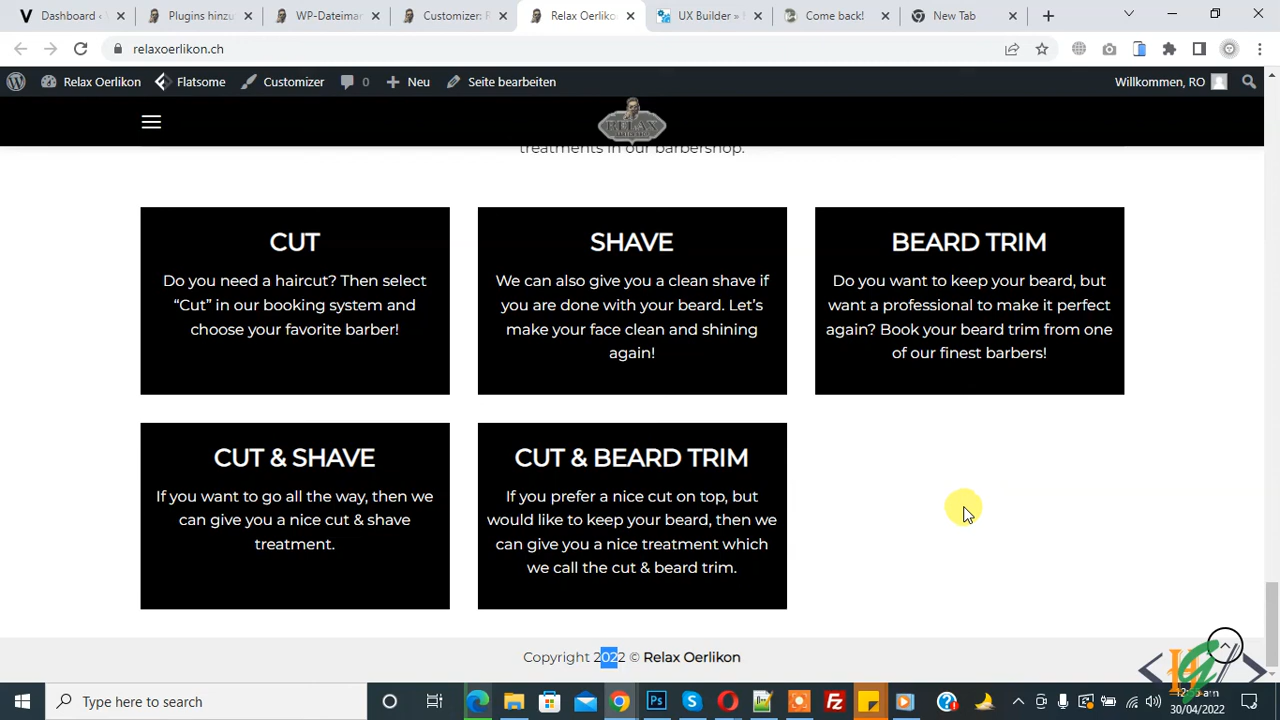 Dashboard ‹
Plugins hinzu
WP-Dateimar
Customizer: R
Relax Oerliko
UX Builder »
Come back!
New Tab
relaxoerlikon.ch
Relax Oerlikon
Flatsome
Customizer
0
Neu
Seite bearbeiten
Willkommen, RO
RELAX
treatments in our barbershop.
CUT
Do you need a haircut? Then select
“Cut” in our booking system and
choose your favorite barber!
SHAVE
We can also give you a clean shave if
you are done with your beard. Let’s
make your face clean and shining
again!
BEARD TRIM
Do you want to keep your beard, but
want a professional to make it perfect
again? Book your beard trim from one
of our finest barbers!
CUT & SHAVE
If you want to go all the way, then we
can give you a nice cut & shave
treatment.
CUT & BEARD TRIM
If you prefer a nice cut on top, but
would like to keep your beard, then we
can give you a nice treatment which
we call the cut & beard trim.
Copyright 2022 © Relax Oerlikon
Type here to search
30/04/2022